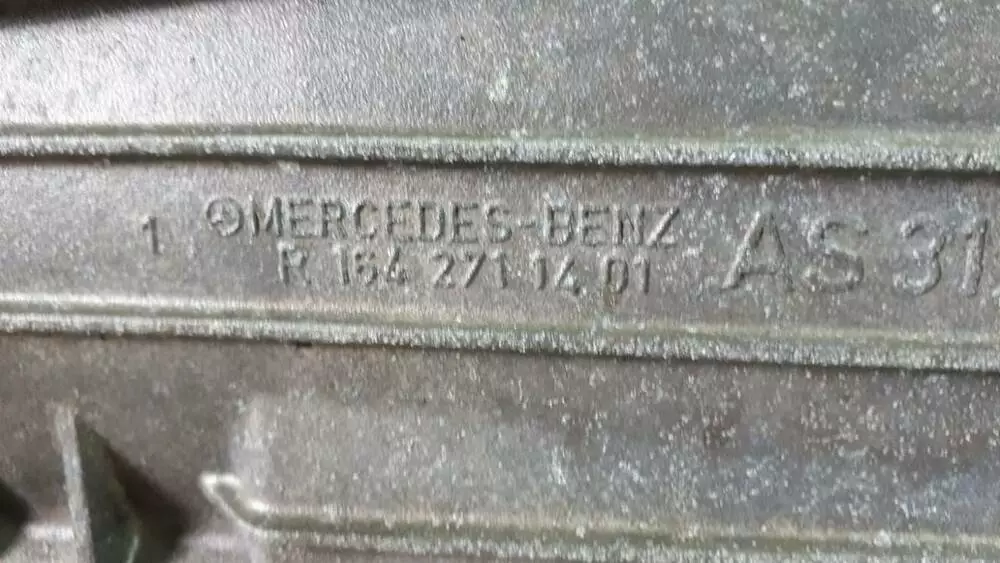 1 MERCEDES-BENZ AS 31
R 164 271 14 01